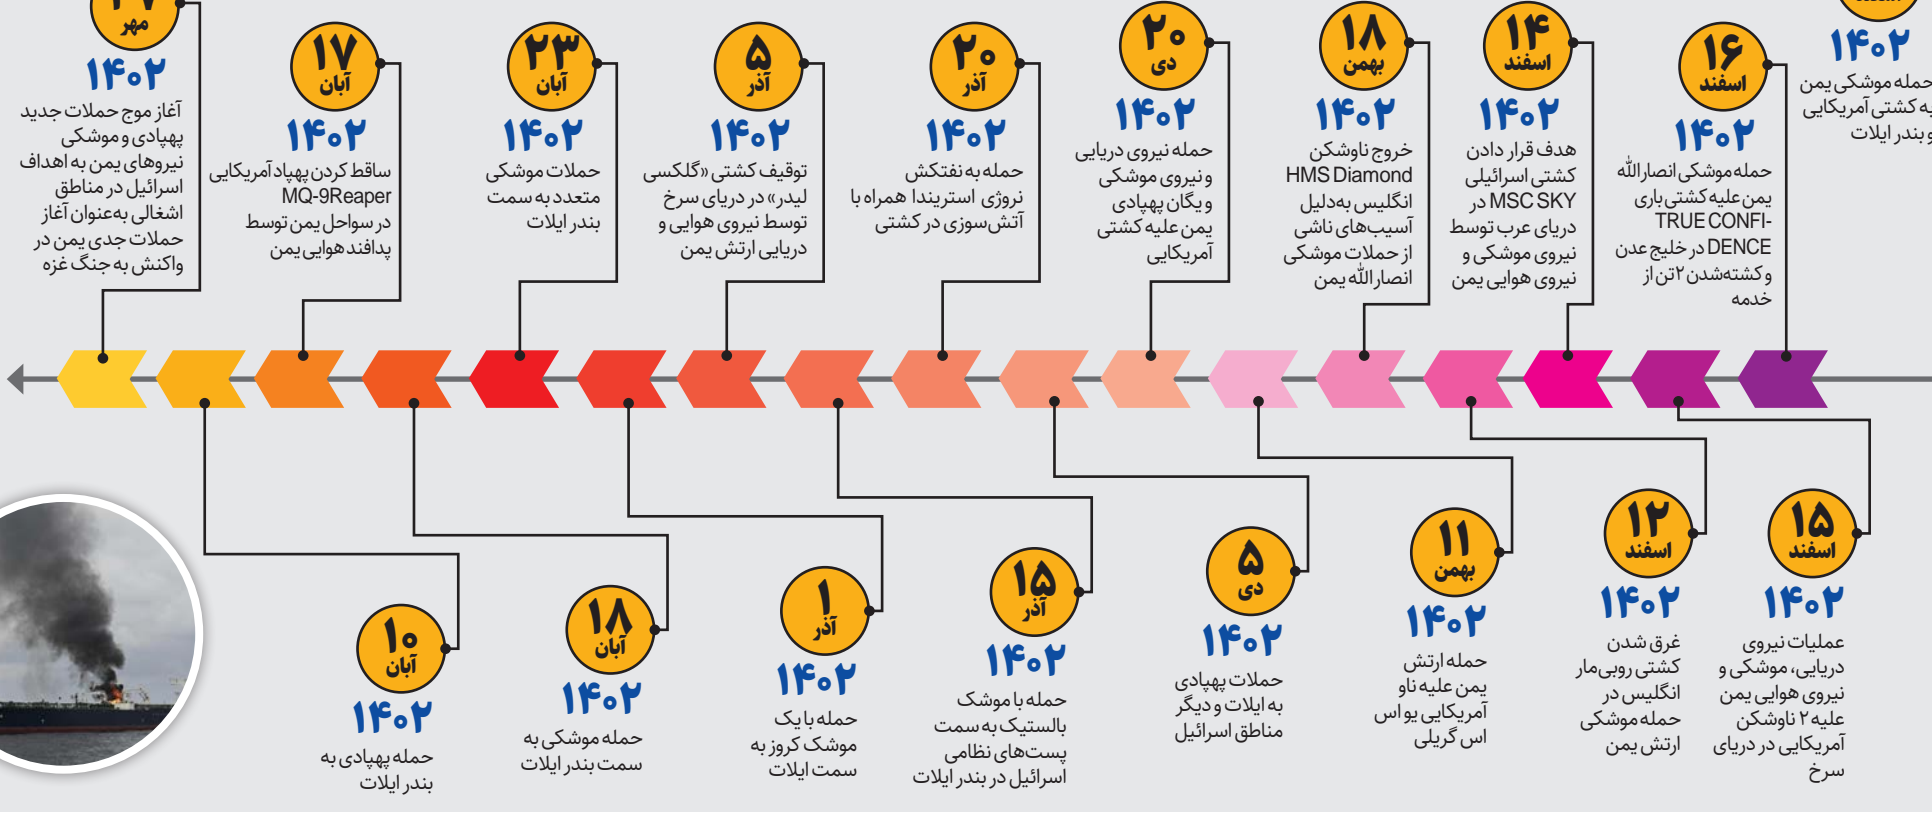 مهر
۱۴۰۲
آغاز موج حملات جدید
پهپادی و موشکی
نیروهای یمن به اهداف
اسرائیل در مناطق
اشغالی به‌عنوان آغاز
حملات جدی یمن در
واکنش به جنگ غزه
۱۷
آبان
۱۴۰۲
ساقط کردن پهپاد آمریکایی
MQ-9Reaper
در سواحل یمن توسط
پدافند هوایی یمن
۲۳
آبان
۱۴۰۲
حملات موشکی
متعدد به سمت
بندر ایلات
۵
آذر
۱۴۰۲
توقیف کشتی «گلکسی
لیدر» در دریای سرخ
توسط نیروی هوایی و
دریایی ارتش یمن
۲۰
آذر
۱۴۰۲
حمله به نفتکش
نروژی استریندا همراه با
آتش‌سوزی در کشتی
۲۰
دی
۱۴۰۲
حمله نیروی دریایی
و نیروی موشکی
و یگان پهپادی
یمن علیه کشتی
آمریکایی
۱۸
بهمن
۱۴۰۲
خروج ناوشکن
HMS Diamond
انگلیس به‌دلیل
آسیب‌های ناشی
از حملات موشکی
انصارالله یمن
۱۴
اسفند
۱۴۰۲
هدف قرار دادن
کشتی اسرائیلی
MSC SKY در
دریای عرب توسط
نیروی موشکی و
نیروی هوایی یمن
۱۶
اسفند
۱۴۰۲
حمله موشکی انصارالله
یمن علیه کشتی باری
TRUE CONFI-
DENCE در خلیج عدن
و کشته‌شدن ۲تن از
خدمه
۱۴۰۲
حمله موشکی یمن
به کشتی آمریکایی
و بندر ایلات
۱۰
آبان
۱۴۰۲
حمله پهپادی به
بندر ایلات
۱۸
آبان
۱۴۰۲
حمله موشکی به
سمت بندر ایلات
۱
آذر
۱۴۰۲
حمله با یک
موشک کروز به
سمت ایلات
۱۵
آذر
۱۴۰۲
حمله با موشک
بالستیک به سمت
پست‌های نظامی
اسرائیل در بندر ایلات
۵
دی
۱۴۰۲
حملات پهپادی
به ایلات و دیگر
مناطق اسرائیل
۱۱
بهمن
۱۴۰۲
حمله ارتش
یمن علیه ناو
آمریکایی یو اس
اس گریلی
۱۲
اسفند
۱۴۰۲
غرق شدن
کشتی روبی‌مار
انگلیس در
حمله موشکی
ارتش یمن
۱۵
اسفند
۱۴۰۲
عملیات نیروی
دریایی، موشکی و
نیروی هوایی یمن
علیه ۲ ناوشکن
آمریکایی در دریای
سرخ